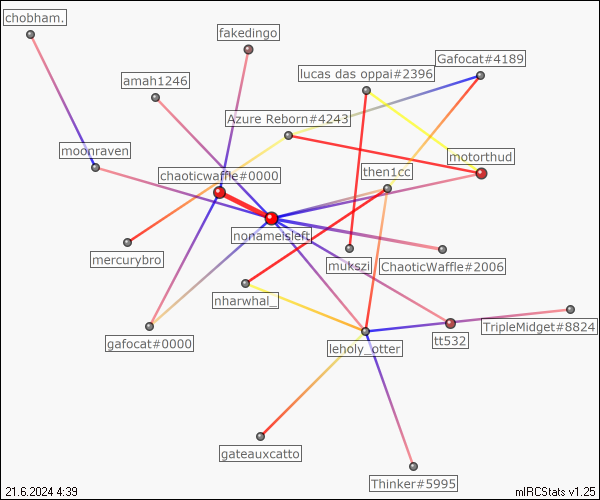 chobham.
fakedingo
Gafocat#4189
lucas das oppai#2396
amah1246
Azure Reborn#4243
moonraven
motorthud
then1cc
chaoticwaffle#0000
nonameisleft
mercurybro
mukszi
ChaoticWaffle#2006
nharwhal_
TripleMidget#8824
gafocat#0000
tt532
leholy_otter
gateauxcatto
Thinker#5995
21.6.2024 4:39
mIRCStats v1.25